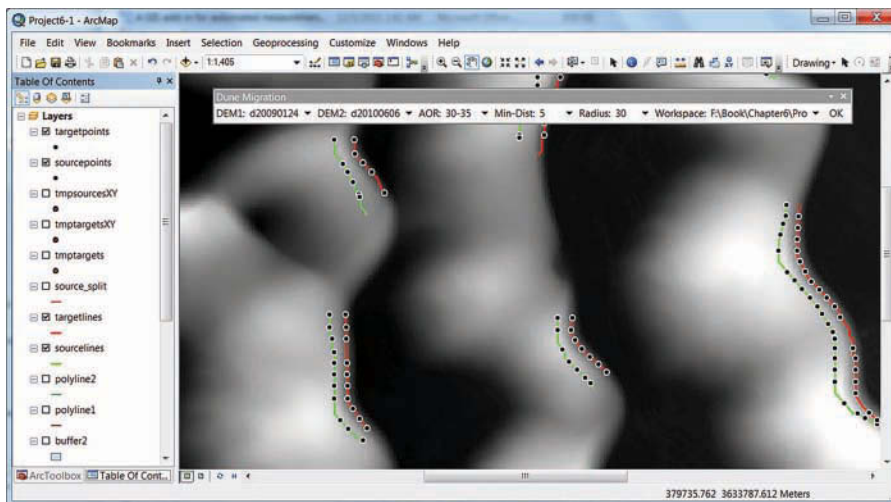 Project6-1 - ArcMap
File Edit View Bookmarks Insert Selection Geoprocessing Customize Windows Help
1:1,405
Drawing
Table Of Contents
Dune Migration
DEM1: d20090124 DEM2: d20100606 AOR: 30-35 Min-Dist: 5 Radius: 30 Workspace: F:\Book\Chapter6\Pro OK
Layers
targetpoints
sourcepoints
tmpsourcesXY
tmptargetsXY
tmptargets
source_split
targetlines
sourcelines
polyline2
polyline1
buffer2
ArcToolbox Table Of Cont...
379735.762 3633787.612 Meters